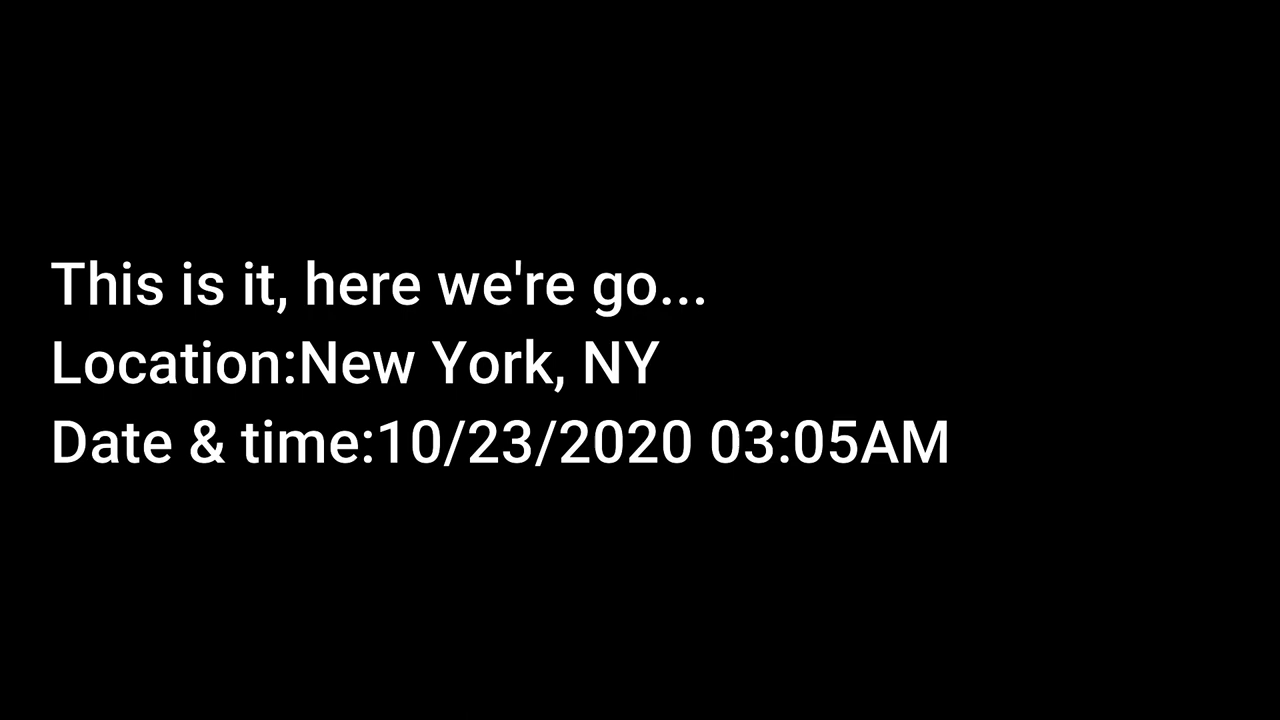 This is it, here we're go...
Location:New York, NY
Date & time:10/23/2020 03:05AM